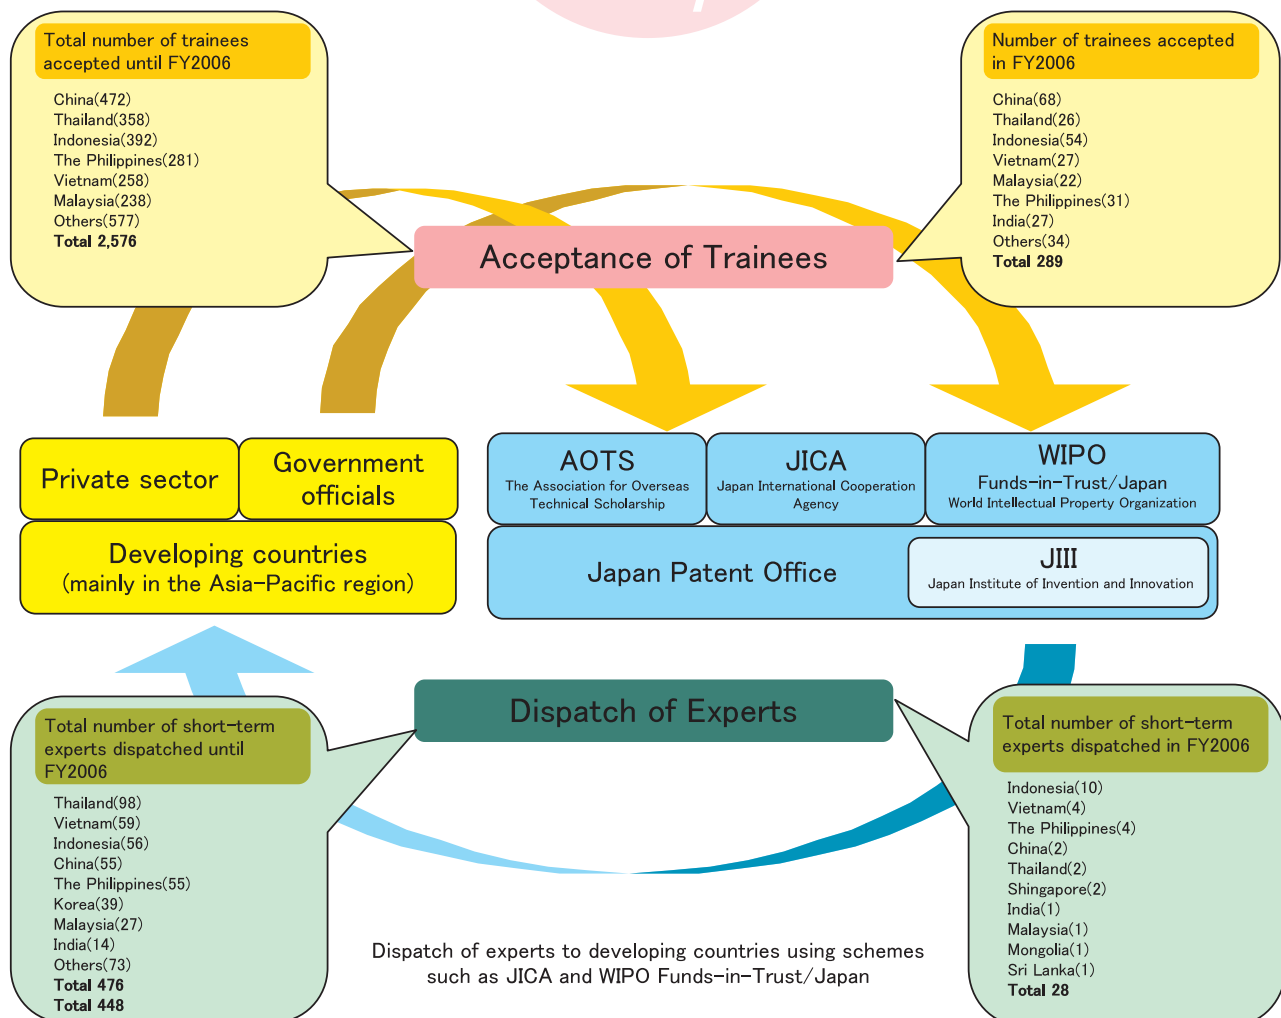 Total number of trainees
accepted until FY2006
China(472)
Thailand(358)
Indonesia(392)
The Philippines(281)
Vietnam(258)
Malaysia(238)
Others(577)
Total 2,576
Number of trainees accepted
in FY2006
China(68)
Thailand(26)
Indonesia(54)
Vietnam(27)
Malaysia(22)
The Philippines(31)
India(27)
Others(34)
Total 289
Acceptance of Trainees
Private sector
Government
officials
Developing countries
(mainly in the Asia-Pacific region)
AOTS
The Association for Overseas
Technical Scholarship
JICA
Japan International Cooperation
Agency
WIPO
Funds-in-Trust/Japan
World Intellectual Property Organization
Japan Patent Office
JIII
Japan Institute of Invention and Innovation
Dispatch of Experts
Total number of short-term
experts dispatched until
FY2006
Thailand(98)
Vietnam(59)
Indonesia(56)
China(55)
The Philippines(55)
Korea(39)
Malaysia(27)
India(14)
Others(73)
Total 476
Total 448
Total number of short-term
experts dispatched in FY2006
Indonesia(10)
Vietnam(4)
The Philippines(4)
China(2)
Thailand(2)
Shingapore(2)
India(1)
Malaysia(1)
Mongolia(1)
Sri Lanka(1)
Total 28
Dispatch of experts to developing countries using schemes
such as JICA and WIPO Funds-in-Trust/Japan